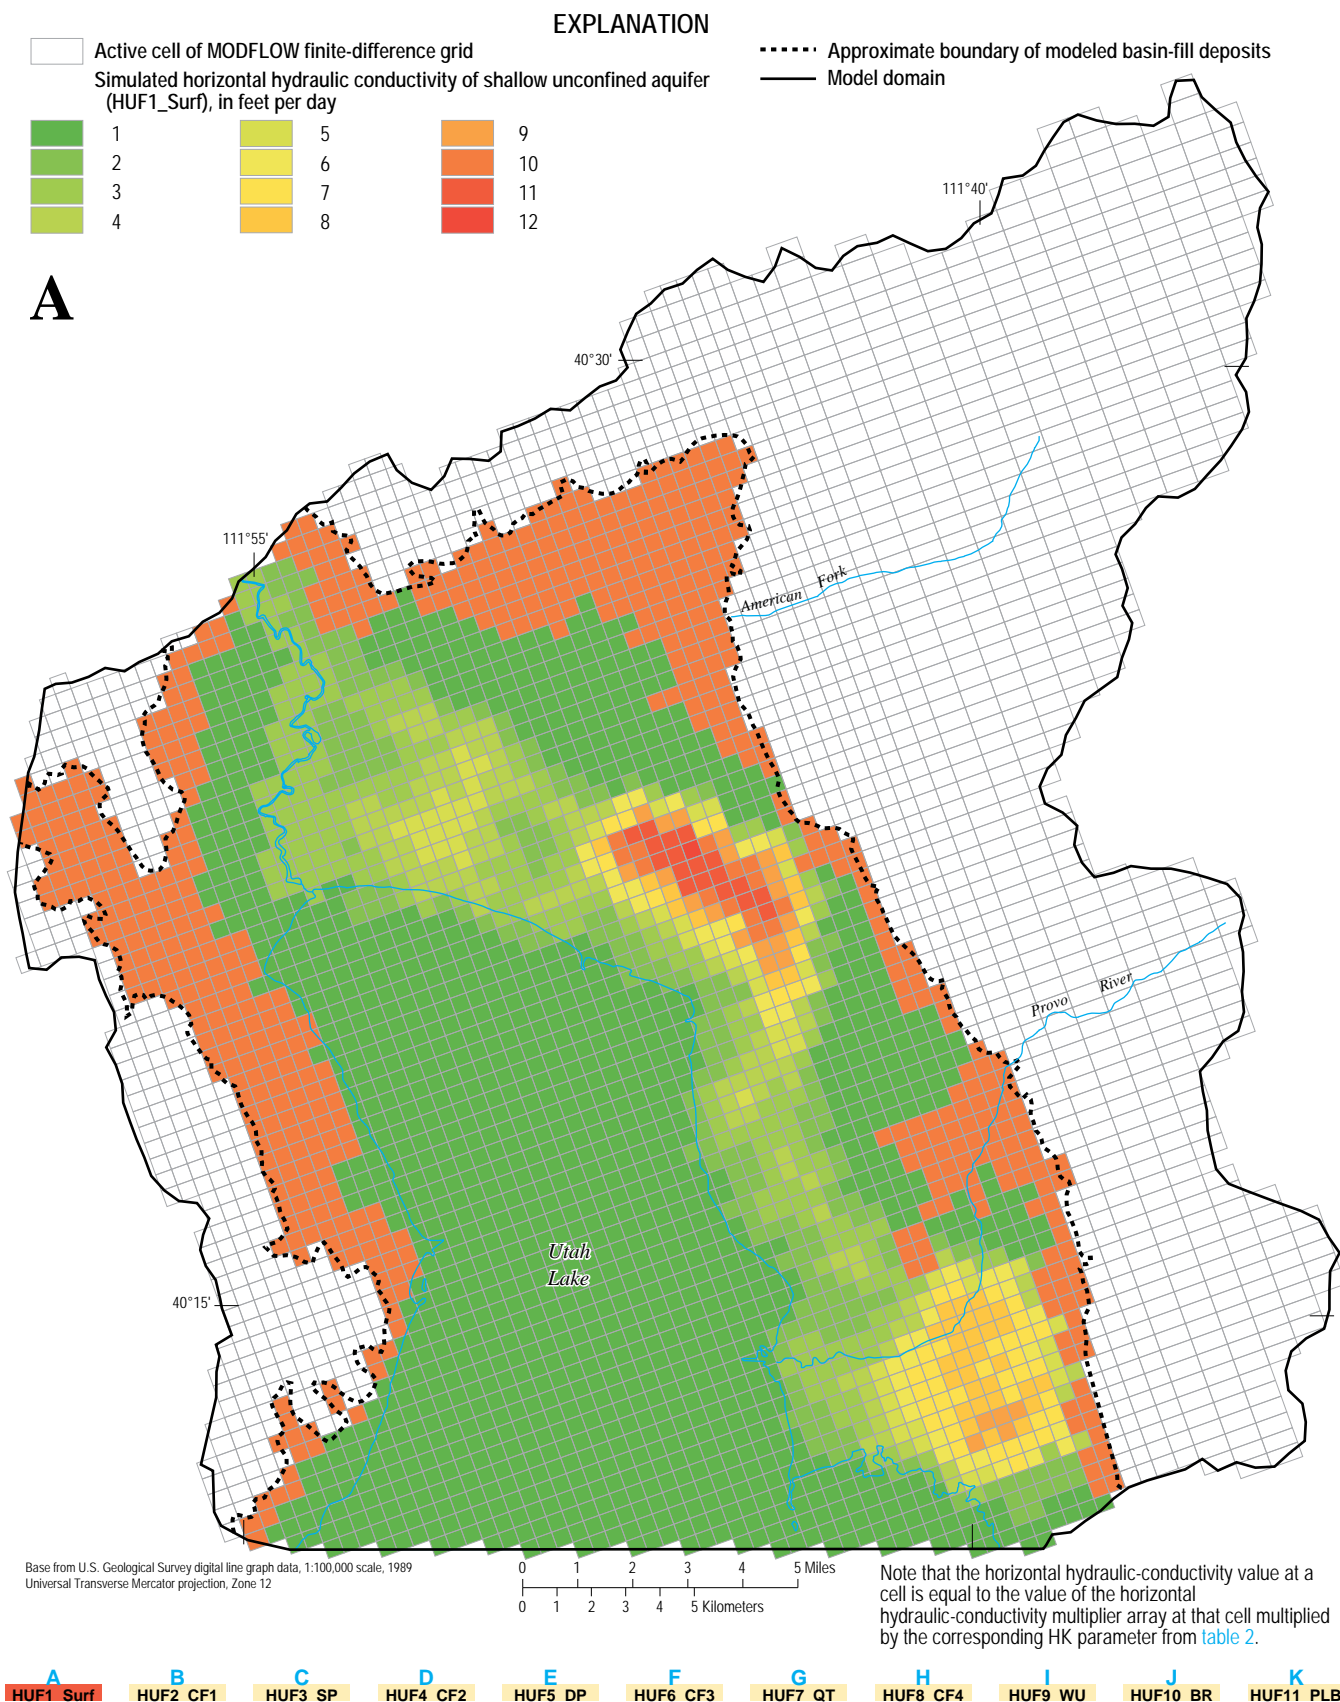 EXPLANATION
Active cell of MODFLOW finite-difference grid
Simulated horizontal hydraulic conductivity of shallow unconfined aquifer
(HUF1_Surf), in feet per day
1
2
3
4
5
6
7
8
9
10
11
12
Approximate boundary of modeled basin-fill deposits
Model domain
A
111°40'
40°30'
111°55'
American Fork
Provo River
Utah
Lake
40°15'
Base from U.S. Geological Survey digital line graph data, 1:100,000 scale, 1989
Universal Transverse Mercator projection, Zone 12
0 1 2 3 4 5 Miles
0 1 2 3 4 5 Kilometers
Note that the horizontal hydraulic-conductivity value at a
cell is equal to the value of the horizontal
hydraulic-conductivity multiplier array at that cell multiplied
by the corresponding HK parameter from table 2.
A B C D E F G H I J K
HUF1_Surf HUF2_CF1 HUF3_SP HUF4_CF2 HUF5_DP HUF6_CF3 HUF7_QT HUF8_CF4 HUF9_WU HUF10_BR